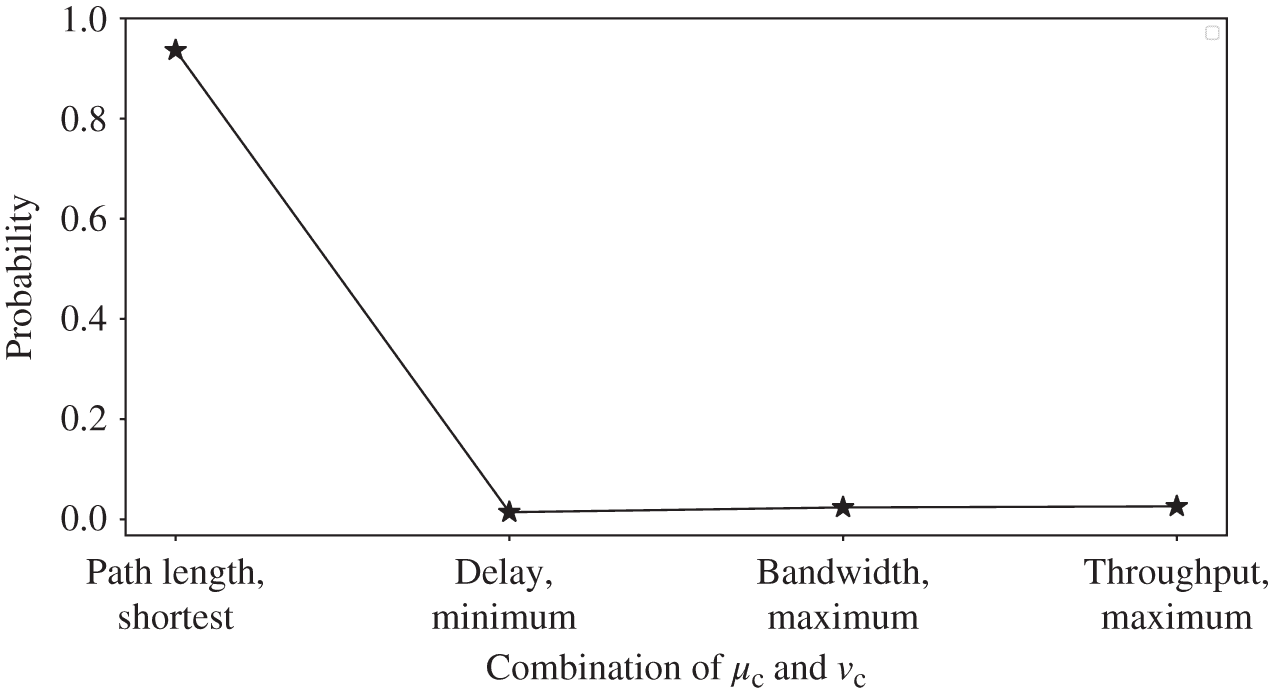 1.0
0.8
0.6
0.4
0.2
0.0
Probability
Path length,
shortest
Delay,
minimum
Bandwidth,
maximum
Throughput,
maximum
Combination of μc and νc